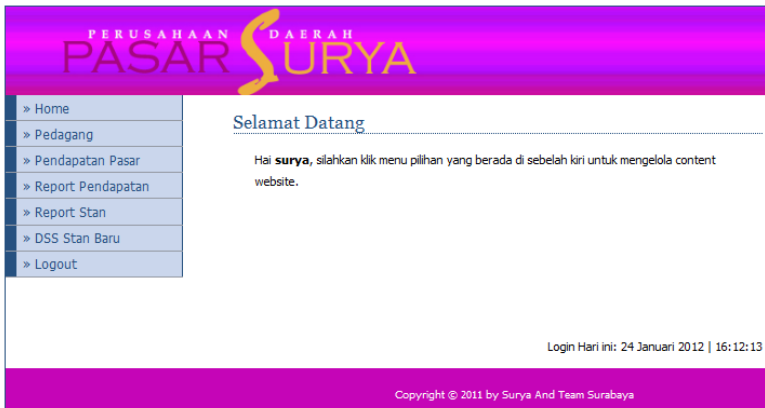 PERUSAHAAN DAERAH
PASAR SURYA
» Home
» Pedagang
» Pendapatan Pasar
» Report Pendapatan
» Report Stan
» DSS Stan Baru
» Logout
Selamat Datang
Hai surya, silahkan klik menu pilihan yang berada di sebelah kiri untuk mengelola content
website.
Login Hari ini: 24 Januari 2012 | 16:12:13
Copyright © 2011 by Surya And Team Surabaya